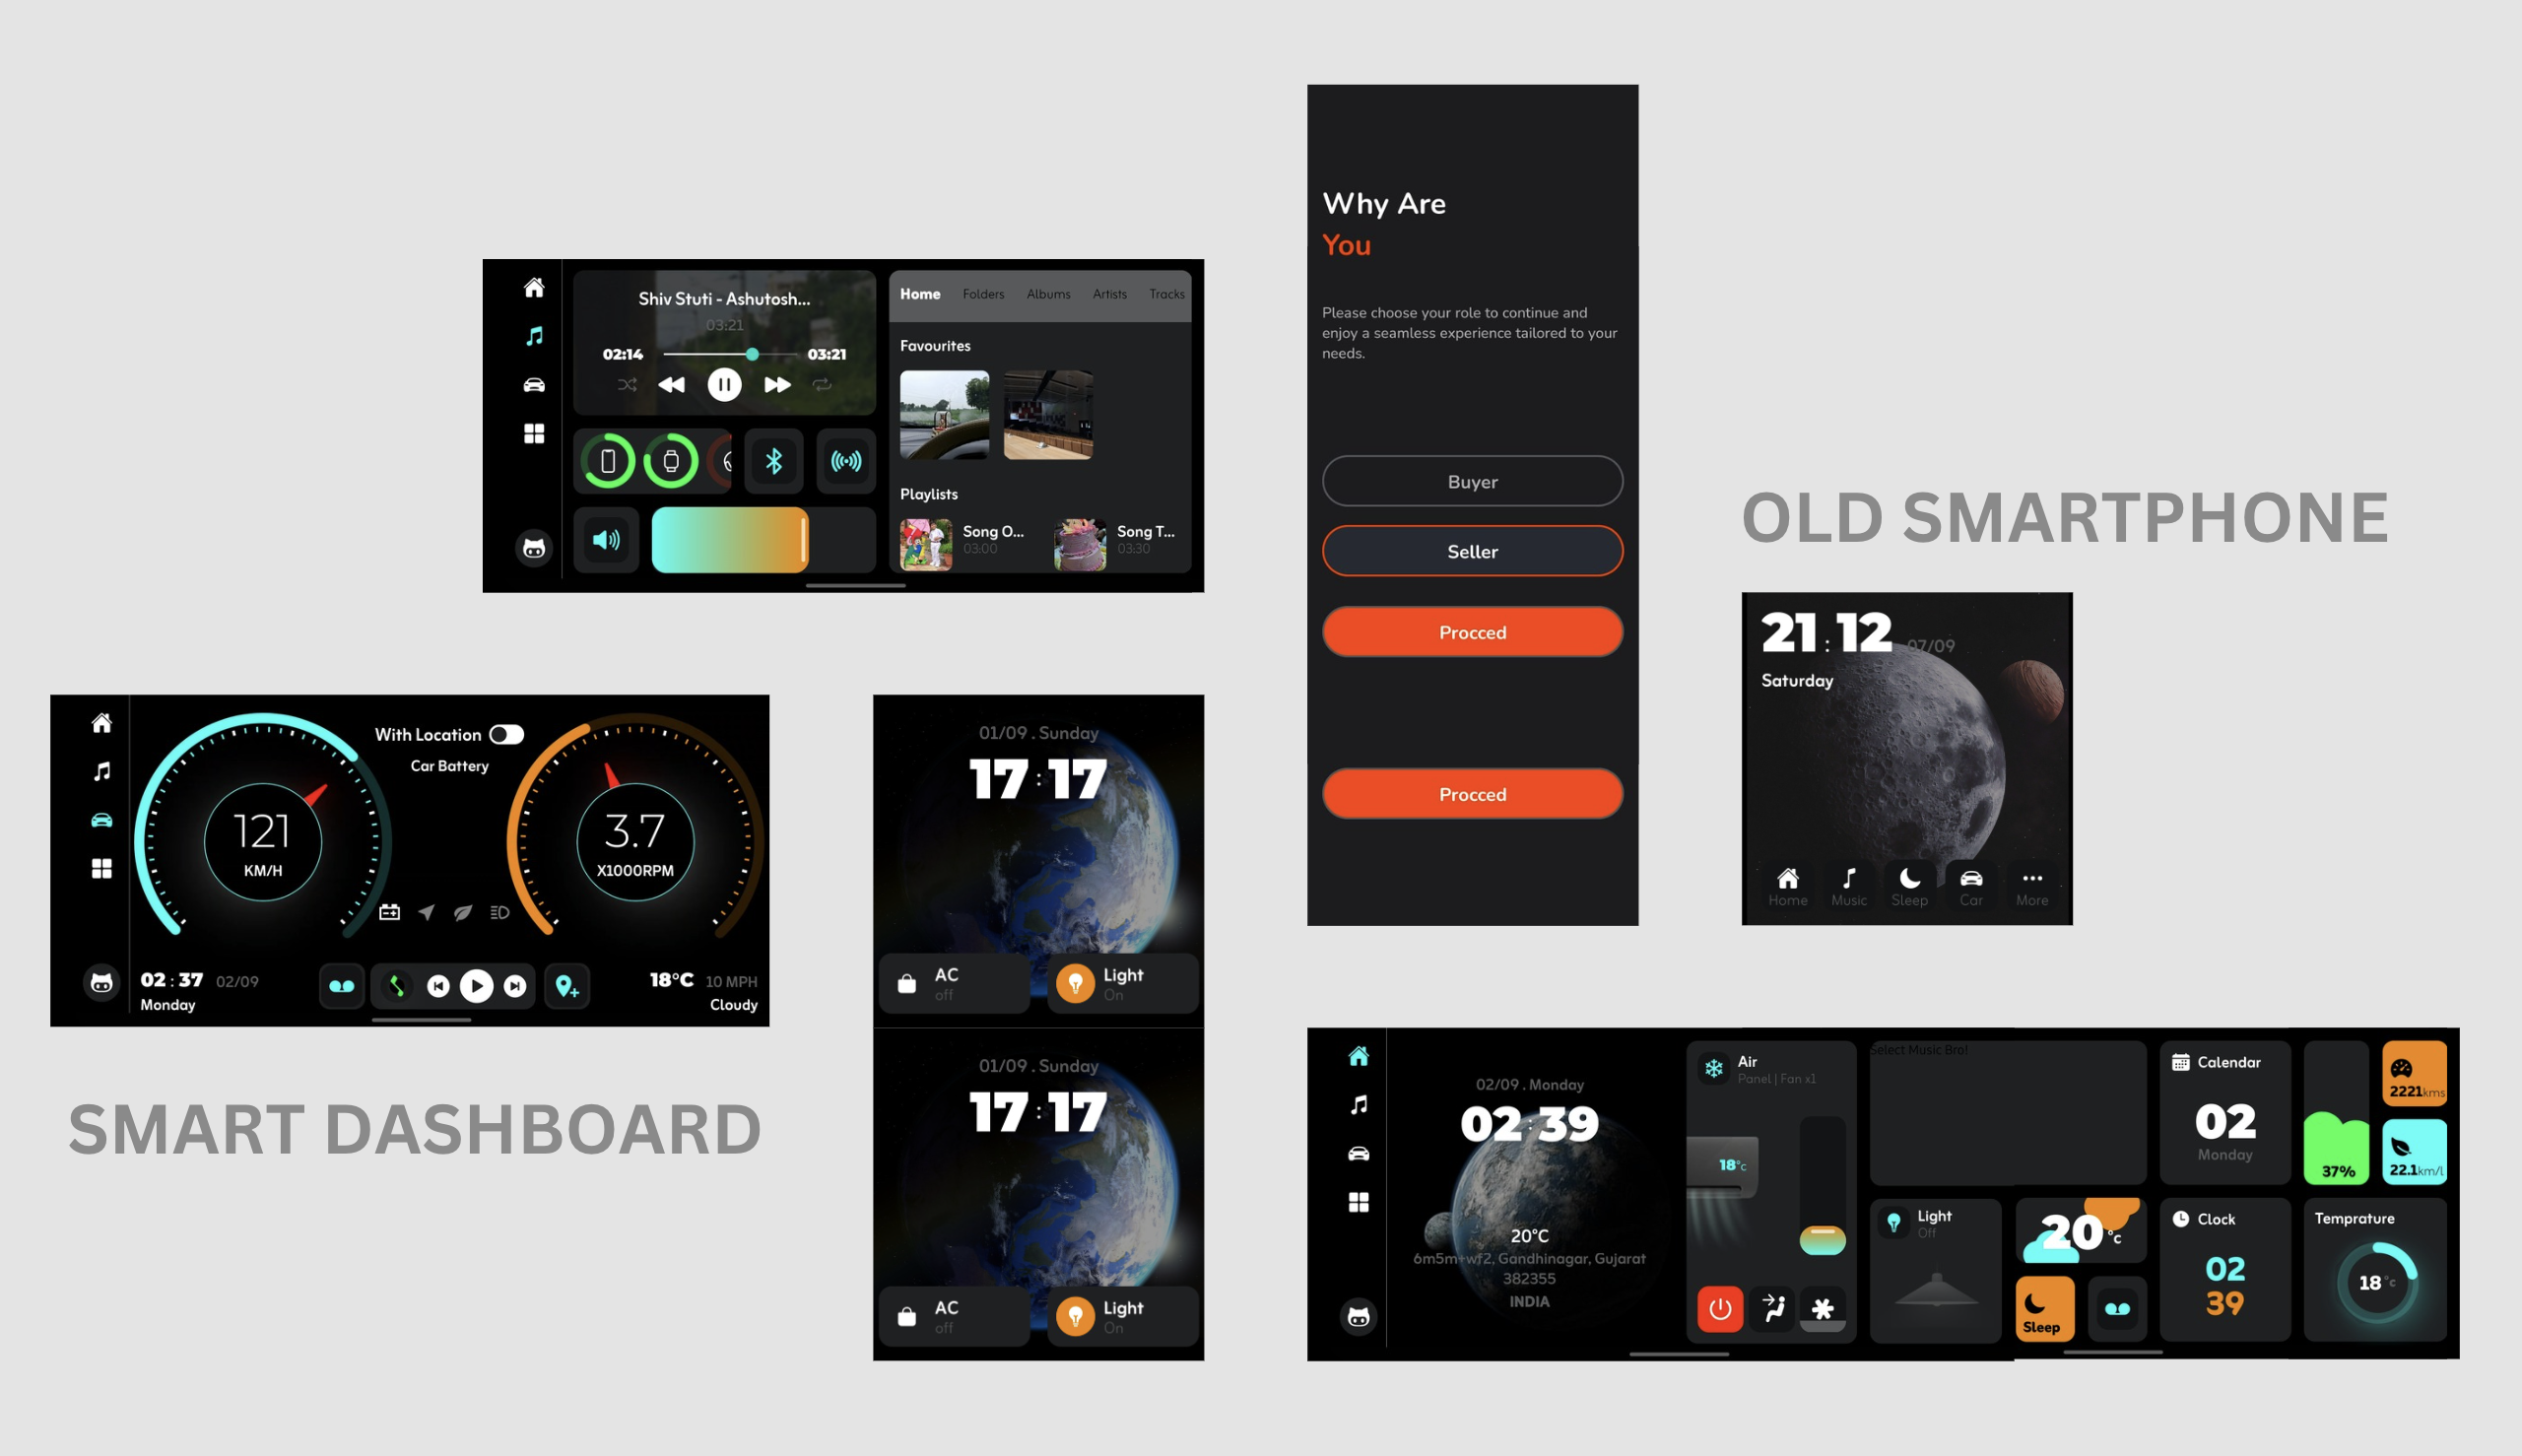 Why Are
You
Please choose your role to continue and
enjoy a seamless experience tailored to your
needs.
Buyer
Seller
Procced
Procced
Shiv Stuti - Ashutosh...
03:21
02:14
03:21
Home Folders Albums Artists Tracks
Favourites
Playlists
Song O...
03:00
Song T...
03:30
OLD SMARTPHONE
21:12 07/09
Saturday
Home Music Sleep Car More
With Location
Car Battery
121
KM/H
3.7
X1000RPM
02:37 02/09
Monday
18°C 10 MPH
Cloudy
SMART DASHBOARD
01/09 . Sunday
17:17
AC
off
Light
On
01/09 . Sunday
17:17
AC
off
Light
On
02/09 . Monday
02:39
20°C
6m5m+wf2, Gandhinagar, Gujarat
382355
INDIA
Air
Panel | Fan x1
18°c
Select Music Bro!
Light
Off
20°c
Sleep
Calendar
02
Monday
37%
2221kms
22.1km/l
Clock
02
39
Temprature
18°c